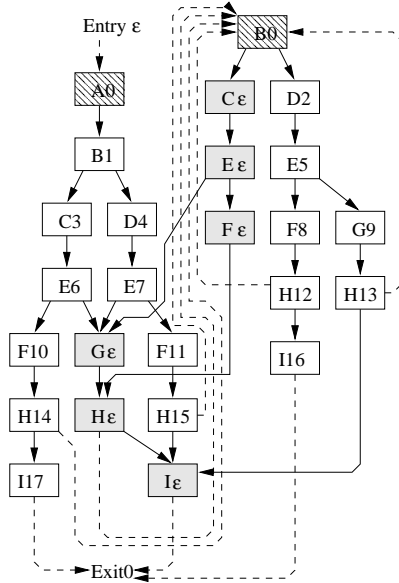 Entry ε
B0
A0
C ε
D2
B1
E ε
E5
C3
D4
F ε
F8
G9
E6
E7
H12
H13
F10
G ε
F11
I16
H14
H ε
H15
I17
I ε
Exit0